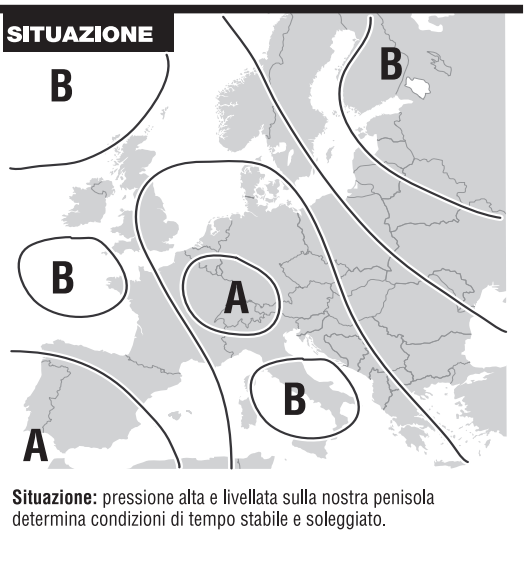 SITUAZIONE
B
B
B
A
B
A
Situazione: pressione alta e livellata sulla nostra penisola
determina condizioni di tempo stabile e soleggiato.